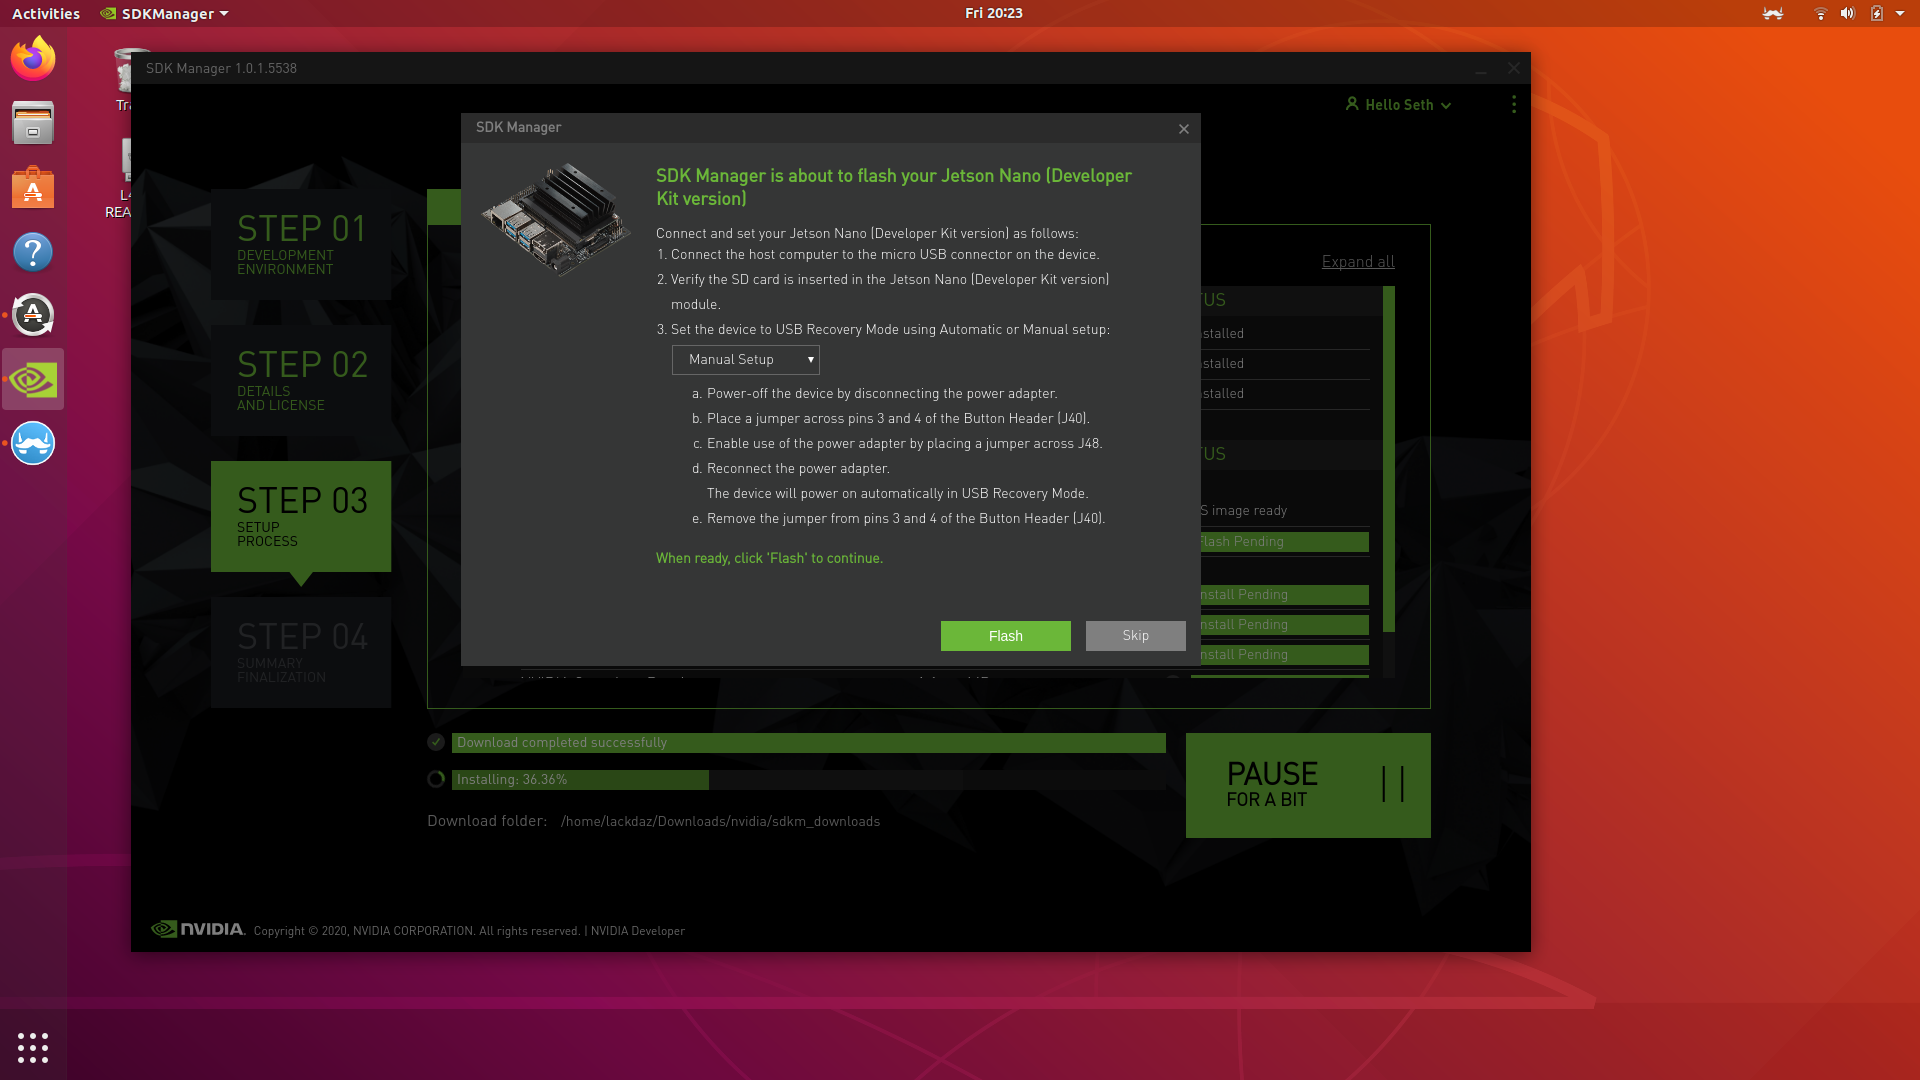 Activities SDKManager Fri 20:23
SDK Manager 1.0.1.5538
Hello Seth
SDK Manager
SDK Manager is about to flash your Jetson Nano (Developer
Kit version)
Connect and set your Jetson Nano (Developer Kit version) as follows:
1. Connect the host computer to the micro USB connector on the device.
2. Verify the SD card is inserted in the Jetson Nano (Developer Kit version)
module.
3. Set the device to USB Recovery Mode using Automatic or Manual setup:
Manual Setup
a. Power-off the device by disconnecting the power adapter.
b. Place a jumper across pins 3 and 4 of the Button Header (J40).
c. Enable use of the power adapter by placing a jumper across J48.
d. Reconnect the power adapter.
The device will power on automatically in USB Recovery Mode.
e. Remove the jumper from pins 3 and 4 of the Button Header (J40).
When ready, click 'Flash' to continue.
Flash Skip
STEP 01
DEVELOPMENT
ENVIRONMENT
STEP 02
DETAILS
AND LICENSE
STEP 03
SETUP
PROCESS
STEP 04
SUMMARY
FINALIZATION
Expand all
TUS
stalled
stalled
stalled
TUS
S image ready
Flash Pending
nstall Pending
nstall Pending
nstall Pending
Download completed successfully
Installing: 36.36%
Download folder: /home/lackdaz/Downloads/nvidia/sdkm_downloads
PAUSE
FOR A BIT
NVIDIA. Copyright © 2020, NVIDIA CORPORATION. All rights reserved. | NVIDIA Developer